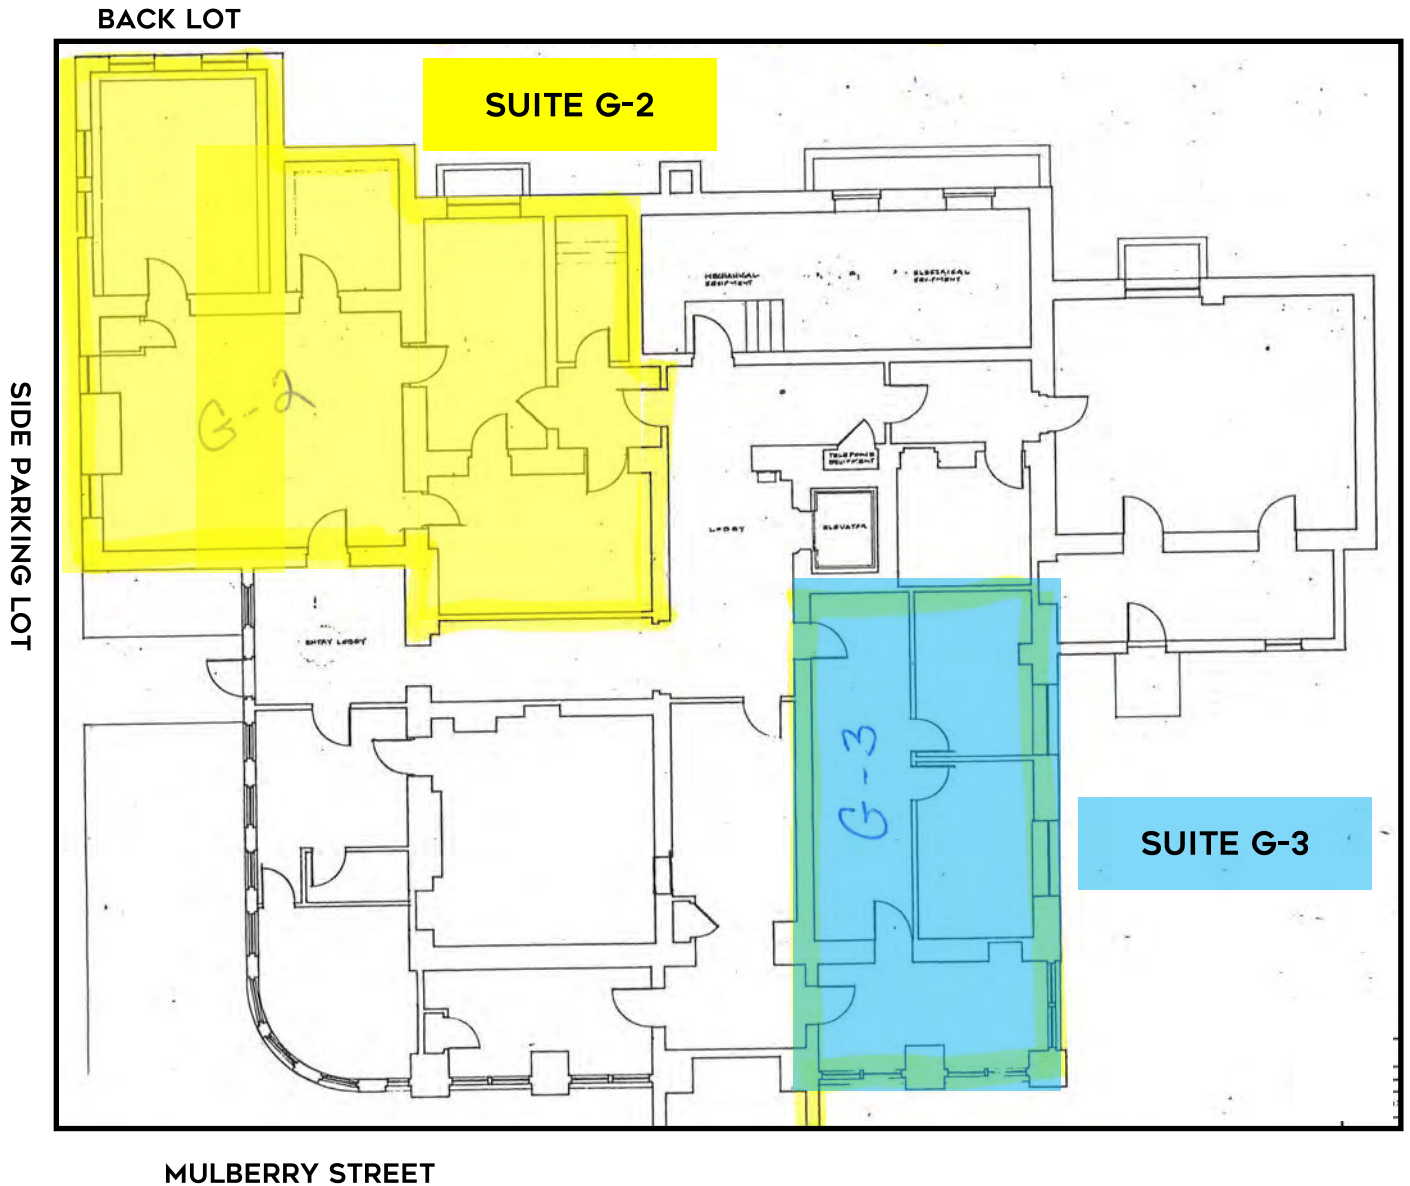 BACK LOT
SUITE G-2
MECHANICAL
EQUIPMENT
ELECTRICAL
EQUIPMENT
G-2
SIDE PARKING LOT
TELEPHONE
EQUIPMENT
LOBBY
ELEVATOR
ENTRY LOBBY
G-3
SUITE G-3
MULBERRY STREET